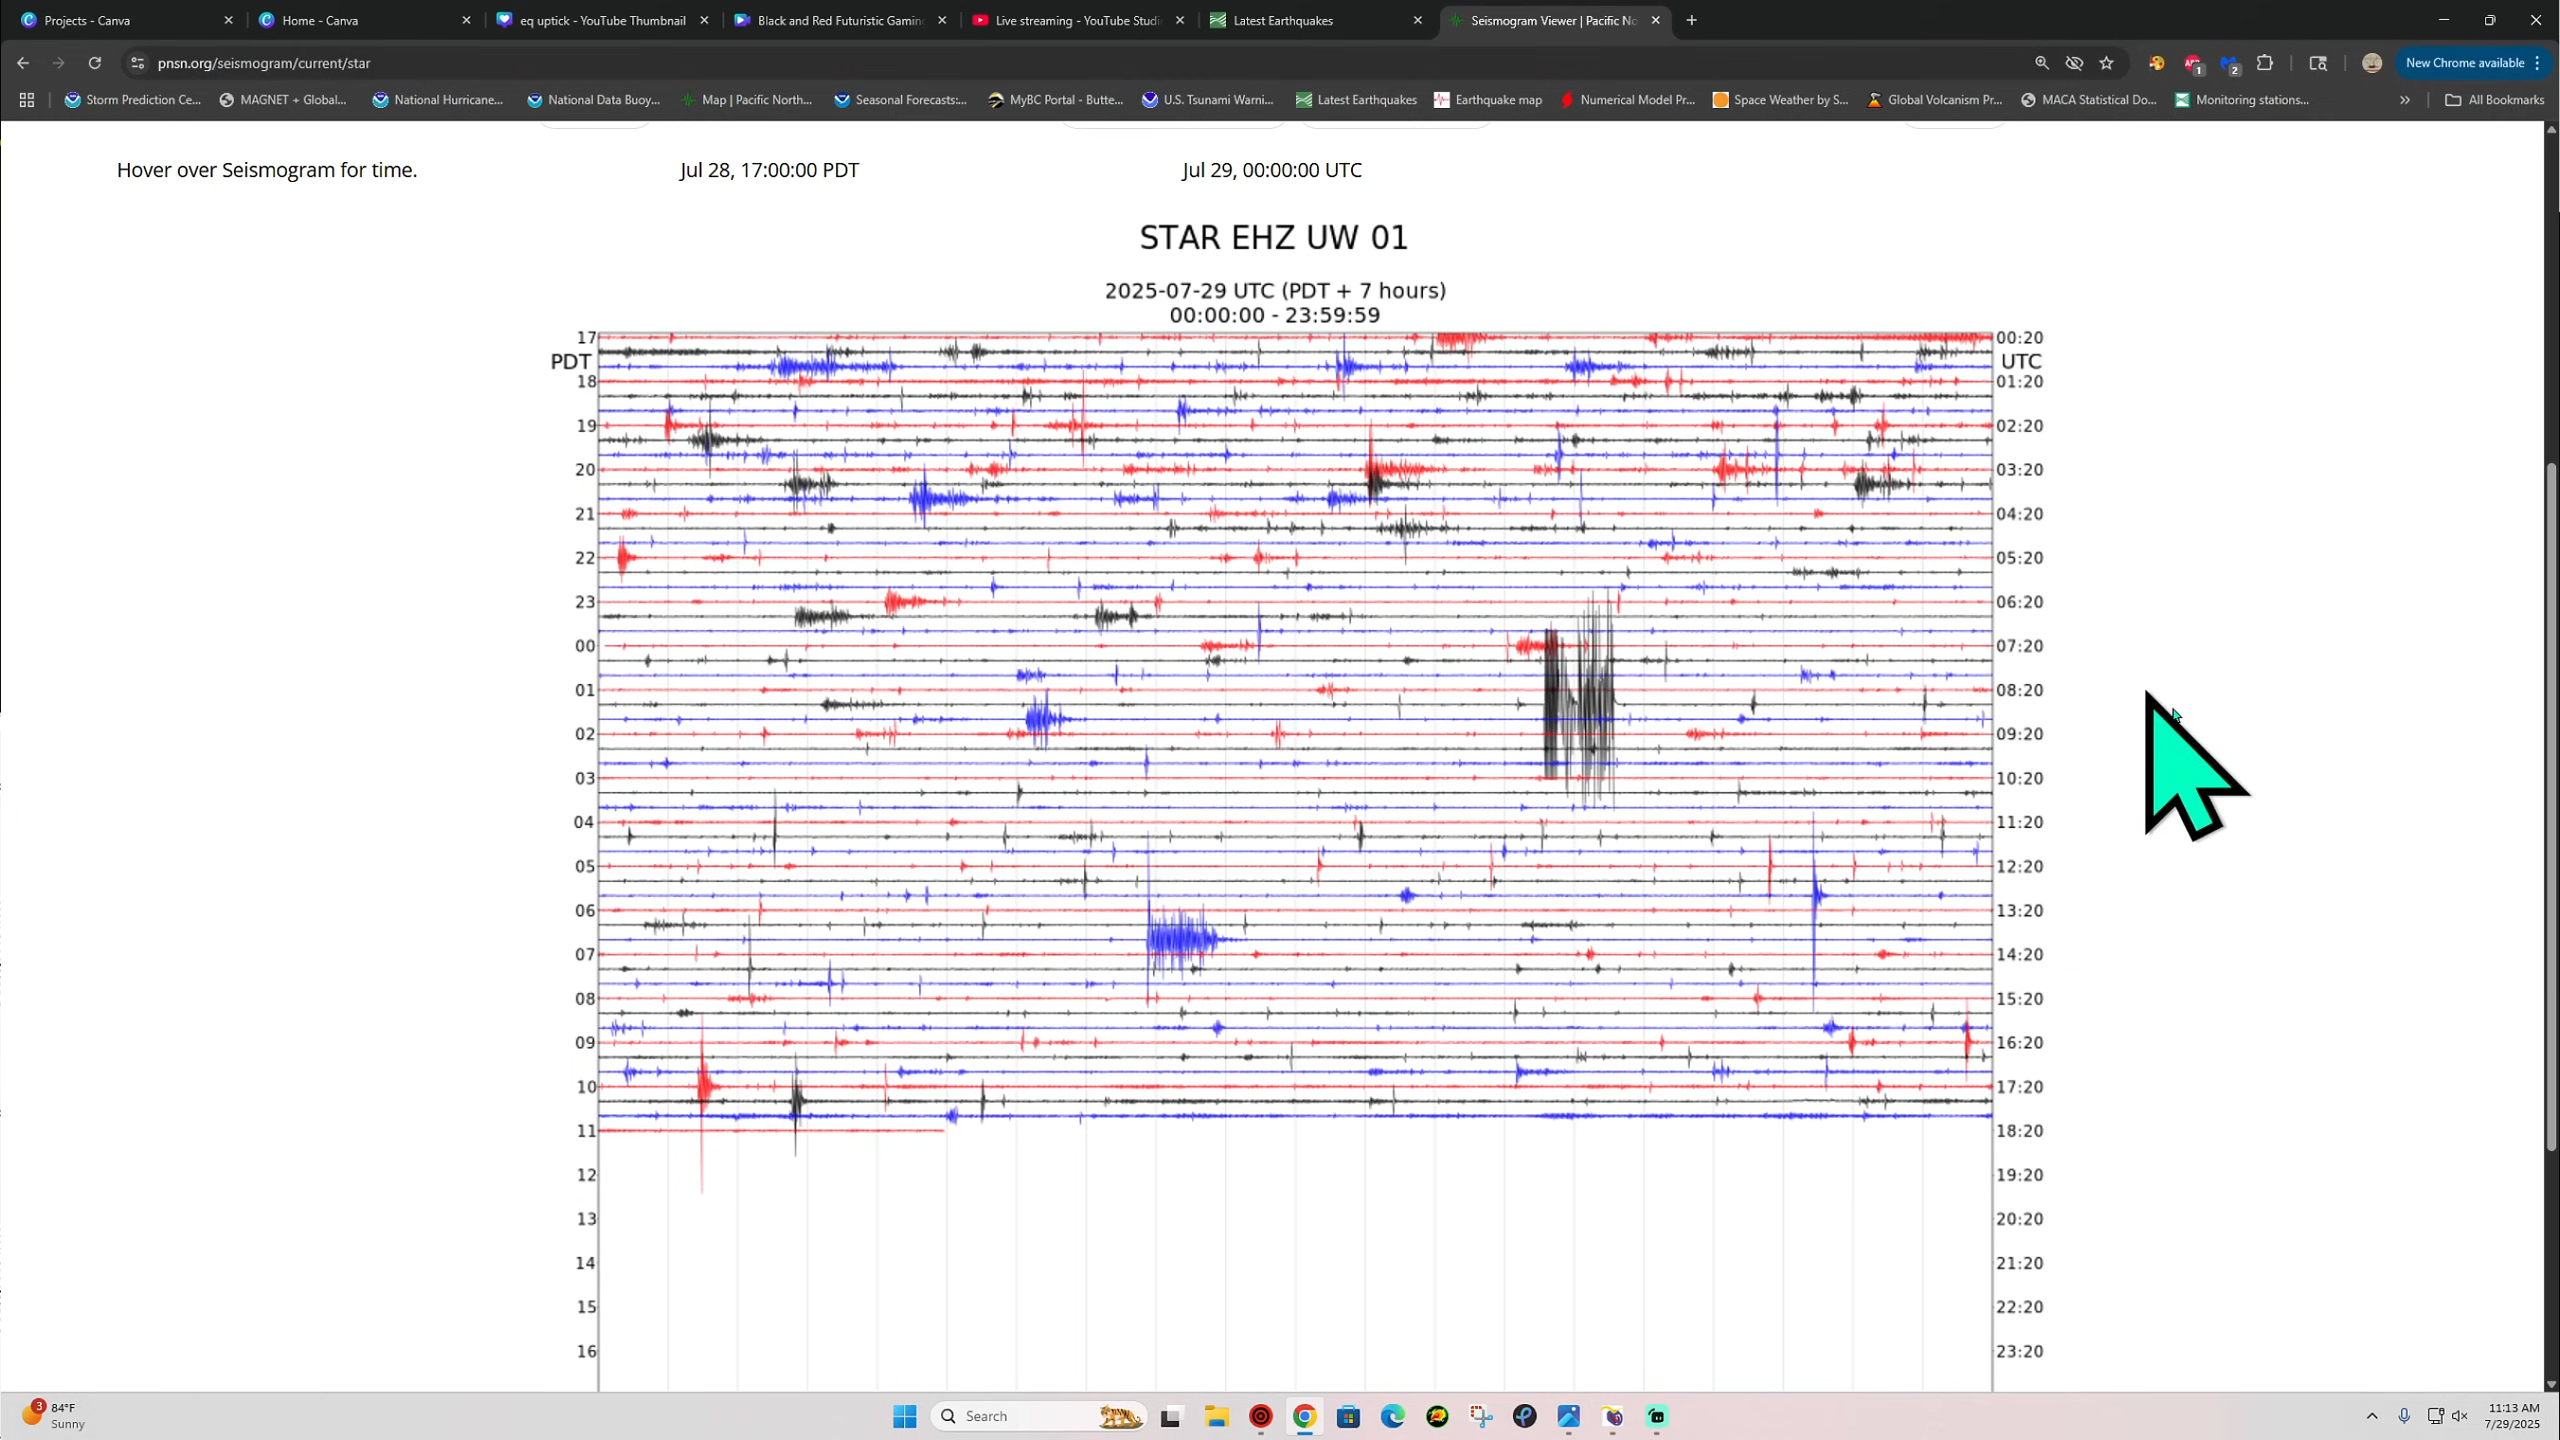 Projects - Canva
Home - Canva
eq uptick - YouTube Thumbnail
Black and Red Futuristic Gamin
Live streaming - YouTube Studi
Latest Earthquakes
Seismogram Viewer | Pacific No
pnsn.org/seismogram/current/star
1
2
New Chrome available
Storm Prediction Ce...
MAGNET + Global...
National Hurricane...
National Data Buoy...
Map | Pacific North...
Seasonal Forecasts:...
MyBC Portal - Butte...
U.S. Tsunami Warni...
Latest Earthquakes
Earthquake map
Numerical Model Pr...
Space Weather by S...
Global Volcanism Pr...
MACA Statistical Do...
Monitoring stations...
All Bookmarks
Hover over Seismogram for time.
Jul 28, 17:00:00 PDT
Jul 29, 00:00:00 UTC
STAR EHZ UW 01
2025-07-29 UTC (PDT + 7 hours)
00:00:00 - 23:59:59
17 00:20
PDT UTC
18 01:20
19 02:20
20 03:20
21 04:20
22 05:20
23 06:20
00 07:20
01 08:20
02 09:20
03 10:20
04 11:20
05 12:20
06 13:20
07 14:20
08 15:20
09 16:20
10 17:20
11 18:20
12 19:20
13 20:20
14 21:20
15 22:20
16 23:20
3
84°F
Sunny
Search
11:13 AM
7/29/2025